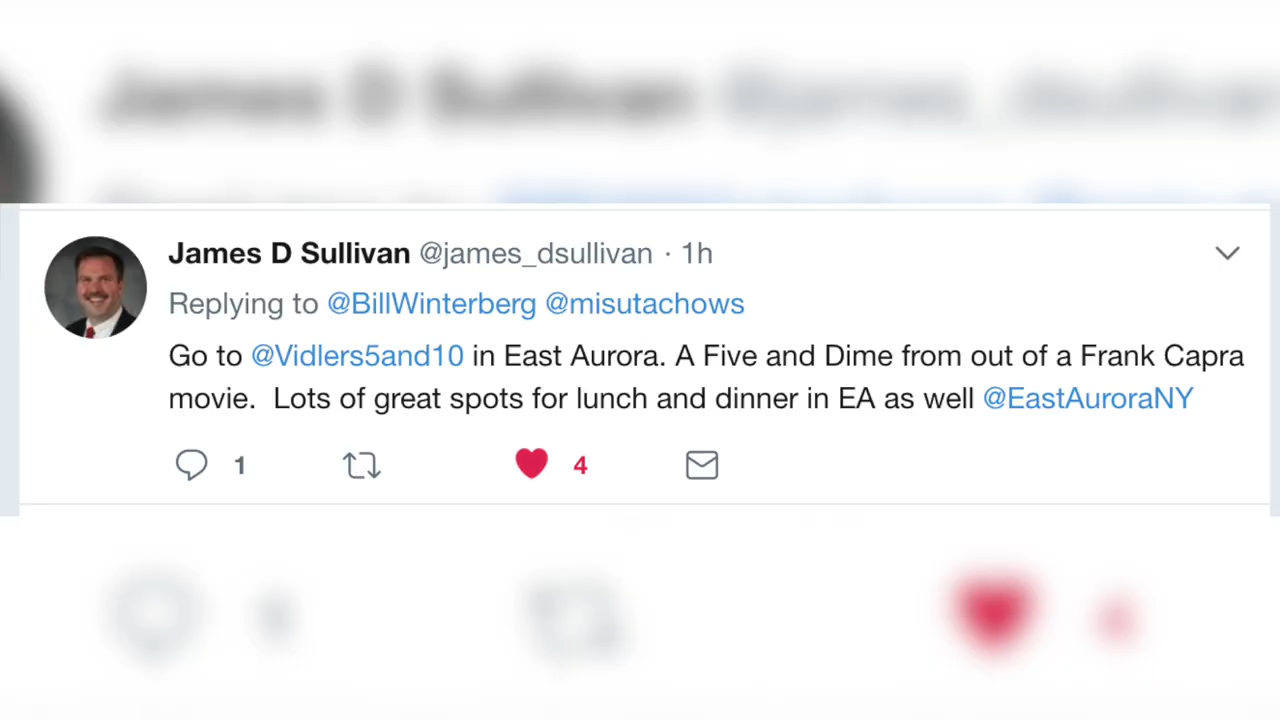 James D Sullivan @james_dsullivan · 1h
Replying to @BillWinterberg @misutachows
Go to @Vidlers5and10 in East Aurora. A Five and Dime from out of a Frank Capra
movie.  Lots of great spots for lunch and dinner in EA as well @EastAuroraNY
1 4